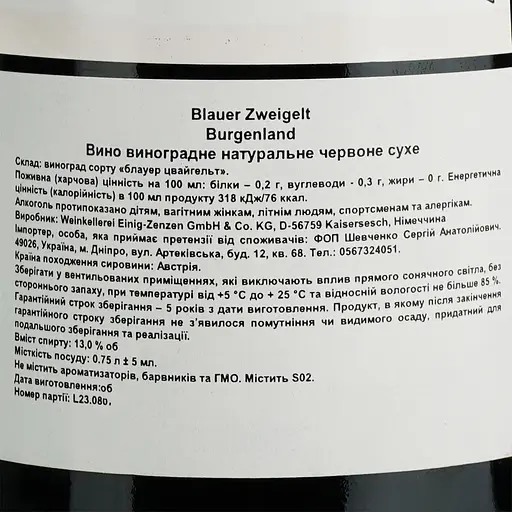 Blauer Zweigelt
Burgenland
Вино виноградне натуральне червоне сухе
Склад: виноград сорту «блауер цвайгельт».
Поживна (харчова) цінність на 100 мл: білки – 0,2 г, вуглеводи - 0,3 г, жири – 0 г. Енергетична
цінність (калорійність) в 100 мл продукту 318 кДж/76 ккал.
Алкоголь протипоказано дітям, вагітним жінкам, літнім людям, спортсменам та алергікам.
Виробник: Weinkellerei Einig-Zenzen GmbH & Co. KG, D-56759 Kaisersesch, Німеччина
Імпортер, особа, яка приймає претензії від споживачів: ФОП Шевченко Сергій Анатолійович.
49026, Україна, м. Дніпро, вул. Артеківська, буд. 12, кв. 68. Тел.: 0567324051.
Країна походження сировини: Австрія.
Зберігати у вентильованих приміщеннях, які виключають вплив прямого сонячного світла, без
стороннього запаху, при температурі від +5 °С до + 25 °С та відносній вологості не більше 85 %.
Гарантійний строк зберігання – 5 років з дати виготовлення. Продукт, в якому після закінчення
гарантійного строку зберігання не з'явилося помутніння чи видимого осаду, придатний для
подальшого зберігання та реалізації.
Вміст спирту: 13,0 % об
Місткість посуду: 0.75 л ± 5 мл.
Не містить ароматизаторів, барвників та ГМО. Містить S02.
Дата виготовлення:об
Номер партії: L23.08